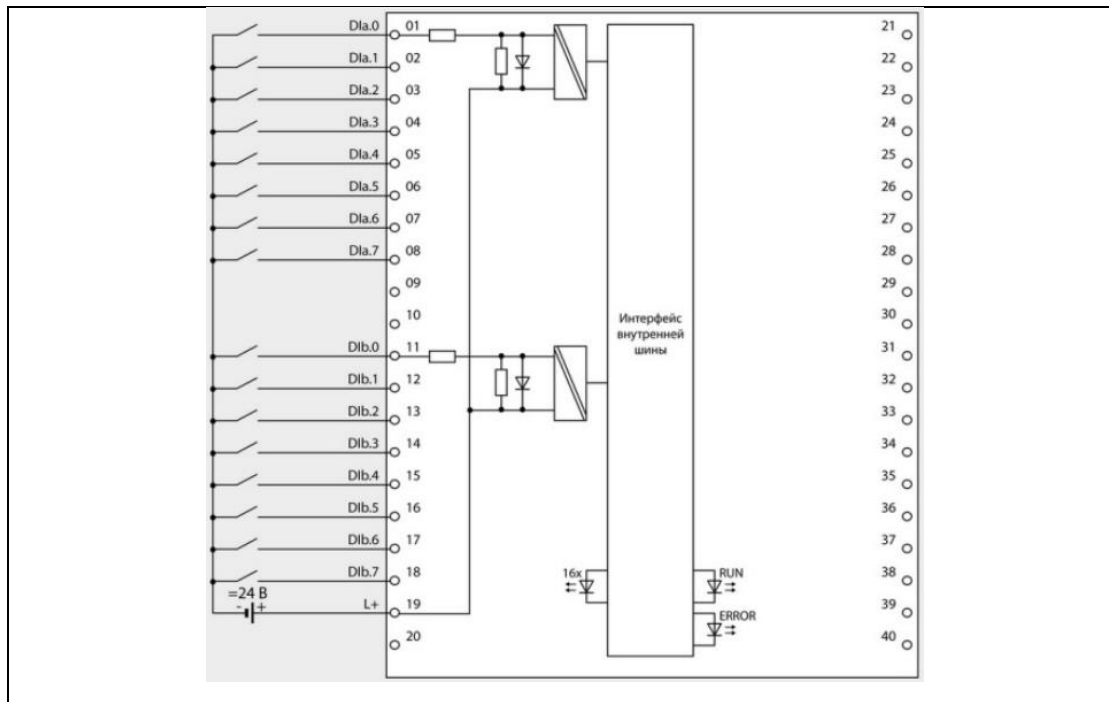 DIa.0 01 21
DIa.1 02 22
DIa.2 03 23
DIa.3 04 24
DIa.4 05 25
DIa.5 06 26
DIa.6 07 27
DIa.7 08 28
09 29
10 30
Интерфейс
внутренней
шины
DIb.0 11 31
DIb.1 12 32
DIb.2 13 33
DIb.3 14 34
DIb.4 15 35
DIb.5 16 36
DIb.6 17 37
DIb.7 18 16x RUN 38
=24 В
- + L+ 19 ERROR 39
20 40